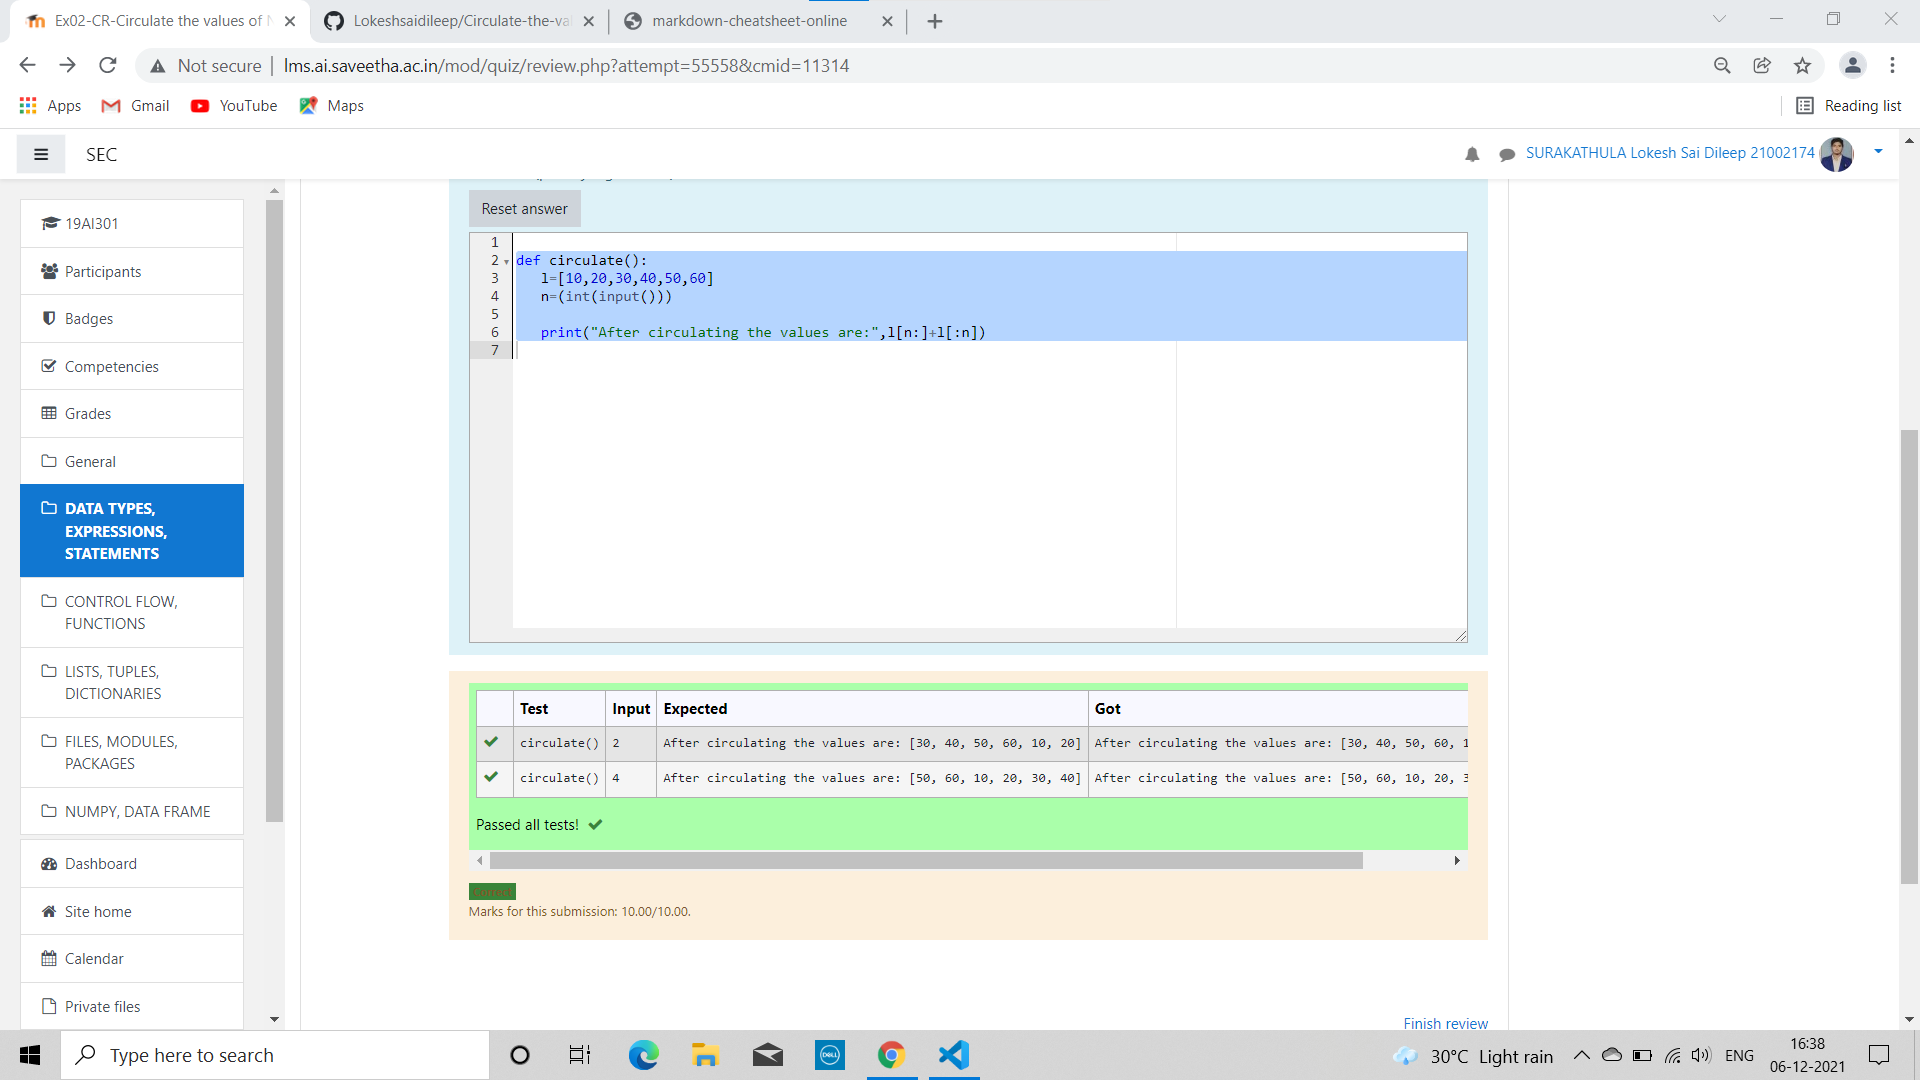 Ex02-CR-Circulate the values of N
Lokeshsaidileep/Circulate-the-va
markdown-cheatsheet-online
Not secure
lms.ai.saveetha.ac.in/mod/quiz/review.php?attempt=55558&cmid=11314
Apps
Gmail
YouTube
Maps
Reading list
SEC
SURAKATHULA Lokesh Sai Dileep 21002174
19AI301
Participants
Badges
Competencies
Grades
General
DATA TYPES,
EXPRESSIONS,
STATEMENTS
CONTROL FLOW,
FUNCTIONS
LISTS, TUPLES,
DICTIONARIES
FILES, MODULES,
PACKAGES
NUMPY, DATA FRAME
Dashboard
Site home
Calendar
Private files
Reset answer
1
2 def circulate():
3 l=[10,20,30,40,50,60]
4 n=(int(input()))
5
6 print("After circulating the values are:",l[n:]+l[:n])
7
Test Input Expected Got
circulate() 2 After circulating the values are: [30, 40, 50, 60, 10, 20] After circulating the values are: [30, 40, 50, 60, 1
circulate() 4 After circulating the values are: [50, 60, 10, 20, 30, 40] After circulating the values are: [50, 60, 10, 20, 3
Passed all tests!
Correct
Marks for this submission: 10.00/10.00.
Finish review
Type here to search
DELL
30°C Light rain
ENG
16:38
06-12-2021